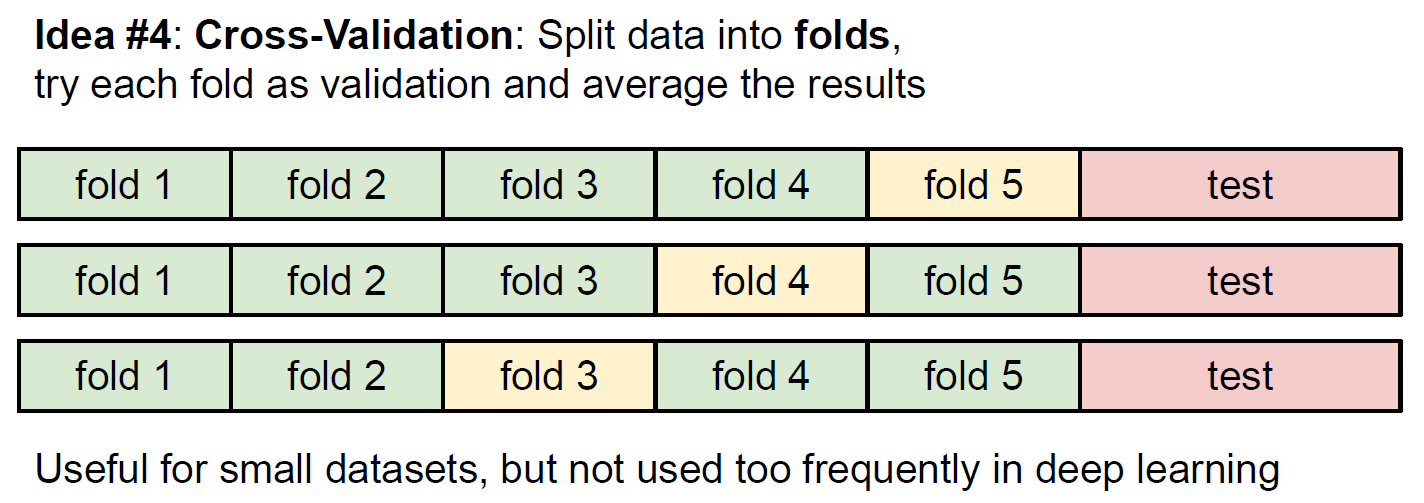 Idea #4: Cross-Validation: Split data into folds,
try each fold as validation and average the results
fold 1 fold 2 fold 3 fold 4 fold 5 test
fold 1 fold 2 fold 3 fold 4 fold 5 test
fold 1 fold 2 fold 3 fold 4 fold 5 test
Useful for small datasets, but not used too frequently in deep learning